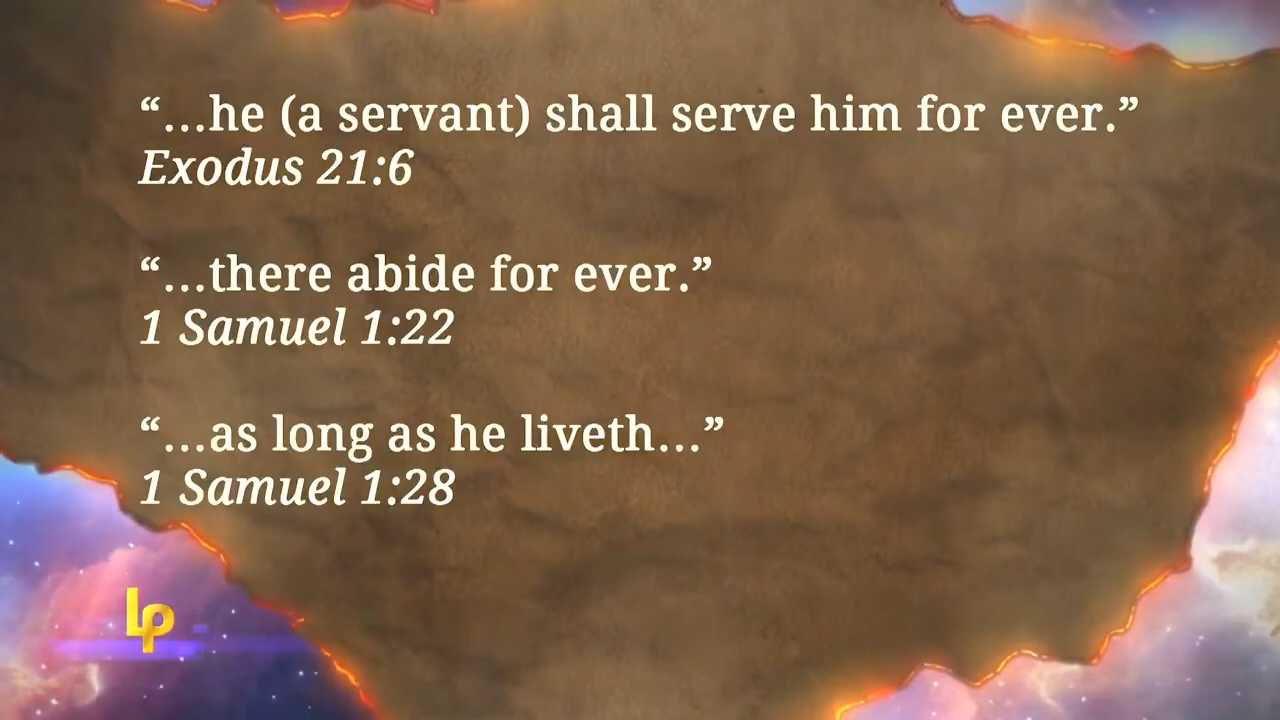 “...he (a servant) shall serve him for ever.”
Exodus 21:6
“...there abide for ever.”
1 Samuel 1:22
“...as long as he liveth...”
1 Samuel 1:28
Lp